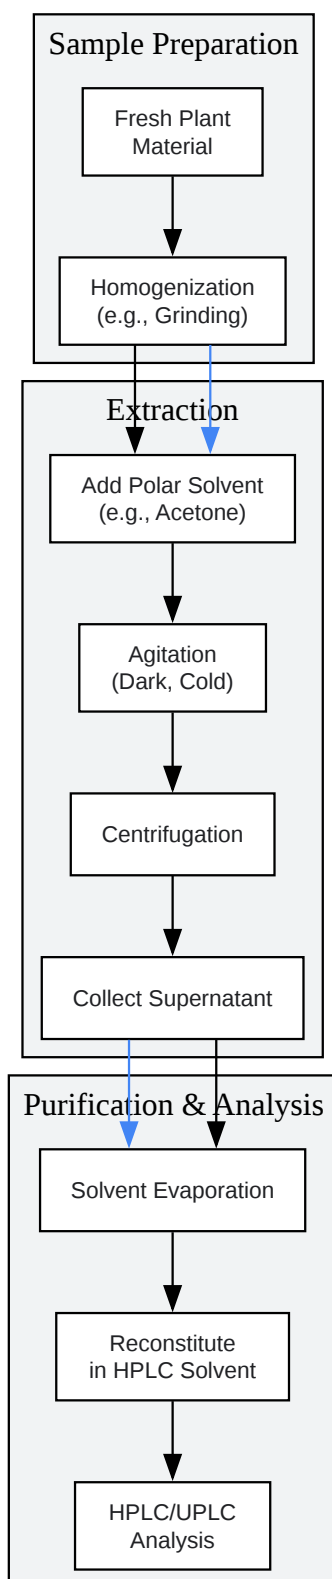 Sample Preparation
Fresh Plant
Material
Homogenization
(e.g., Grinding)
Extraction
Add Polar Solvent
(e.g., Acetone)
Agitation
(Dark, Cold)
Centrifugation
Collect Supernatant
Purification & Analysis
Solvent Evaporation
Reconstitute
in HPLC Solvent
HPLC/UPLC
Analysis